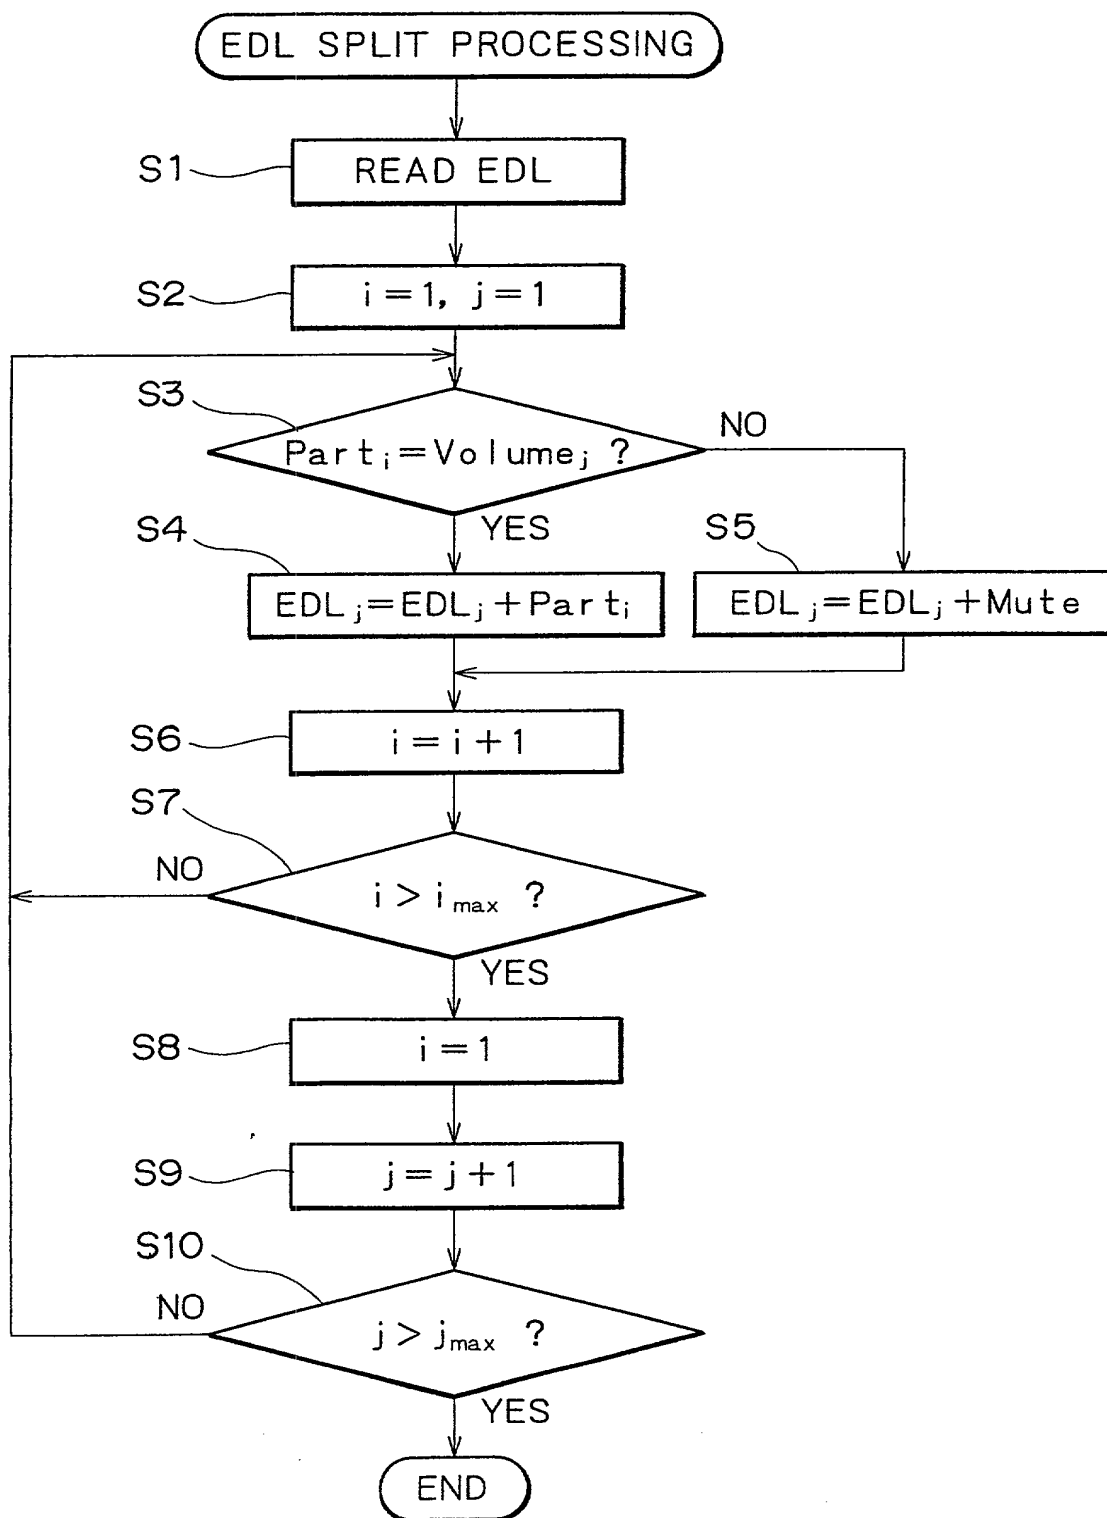 EDL SPLIT PROCESSING
S1
READ EDL
S2
i=1, j=1
S3
Part_i=Volume_j ?
NO
YES
S4
EDL_j=EDL_j+Part_i
S5
EDL_j=EDL_j+Mute
S6
i=i+1
S7
NO
i>i_max ?
YES
S8
i=1
S9
j=j+1
S10
NO
j>j_max ?
YES
END